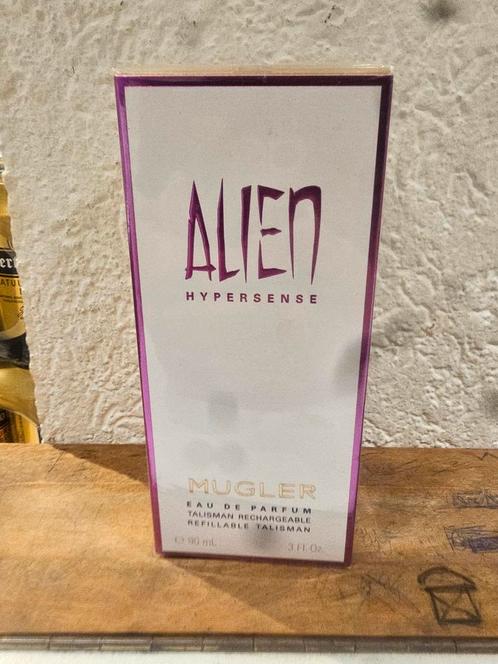 ALIEN
HYPERSENSE
MUGLER
EAU DE PARFUM
TALISMAN RECHARGEABLE
REFILLABLE TALISMAN
℮ 90 mL 3 Fl. Oz.